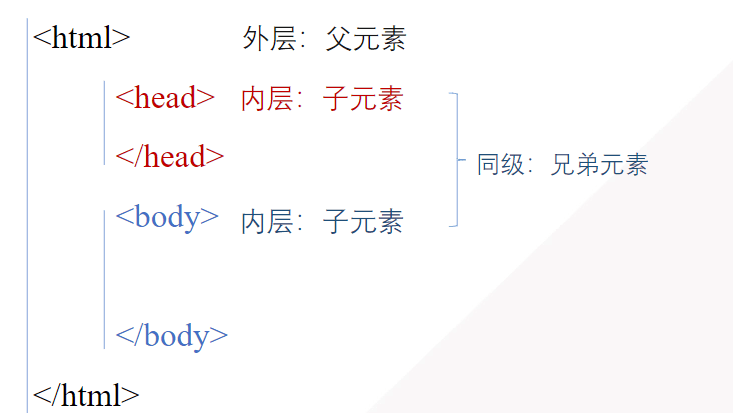 <html> 外层：父元素
<head> 内层：子元素
</head>
同级：兄弟元素
<body> 内层：子元素
</body>
</html>